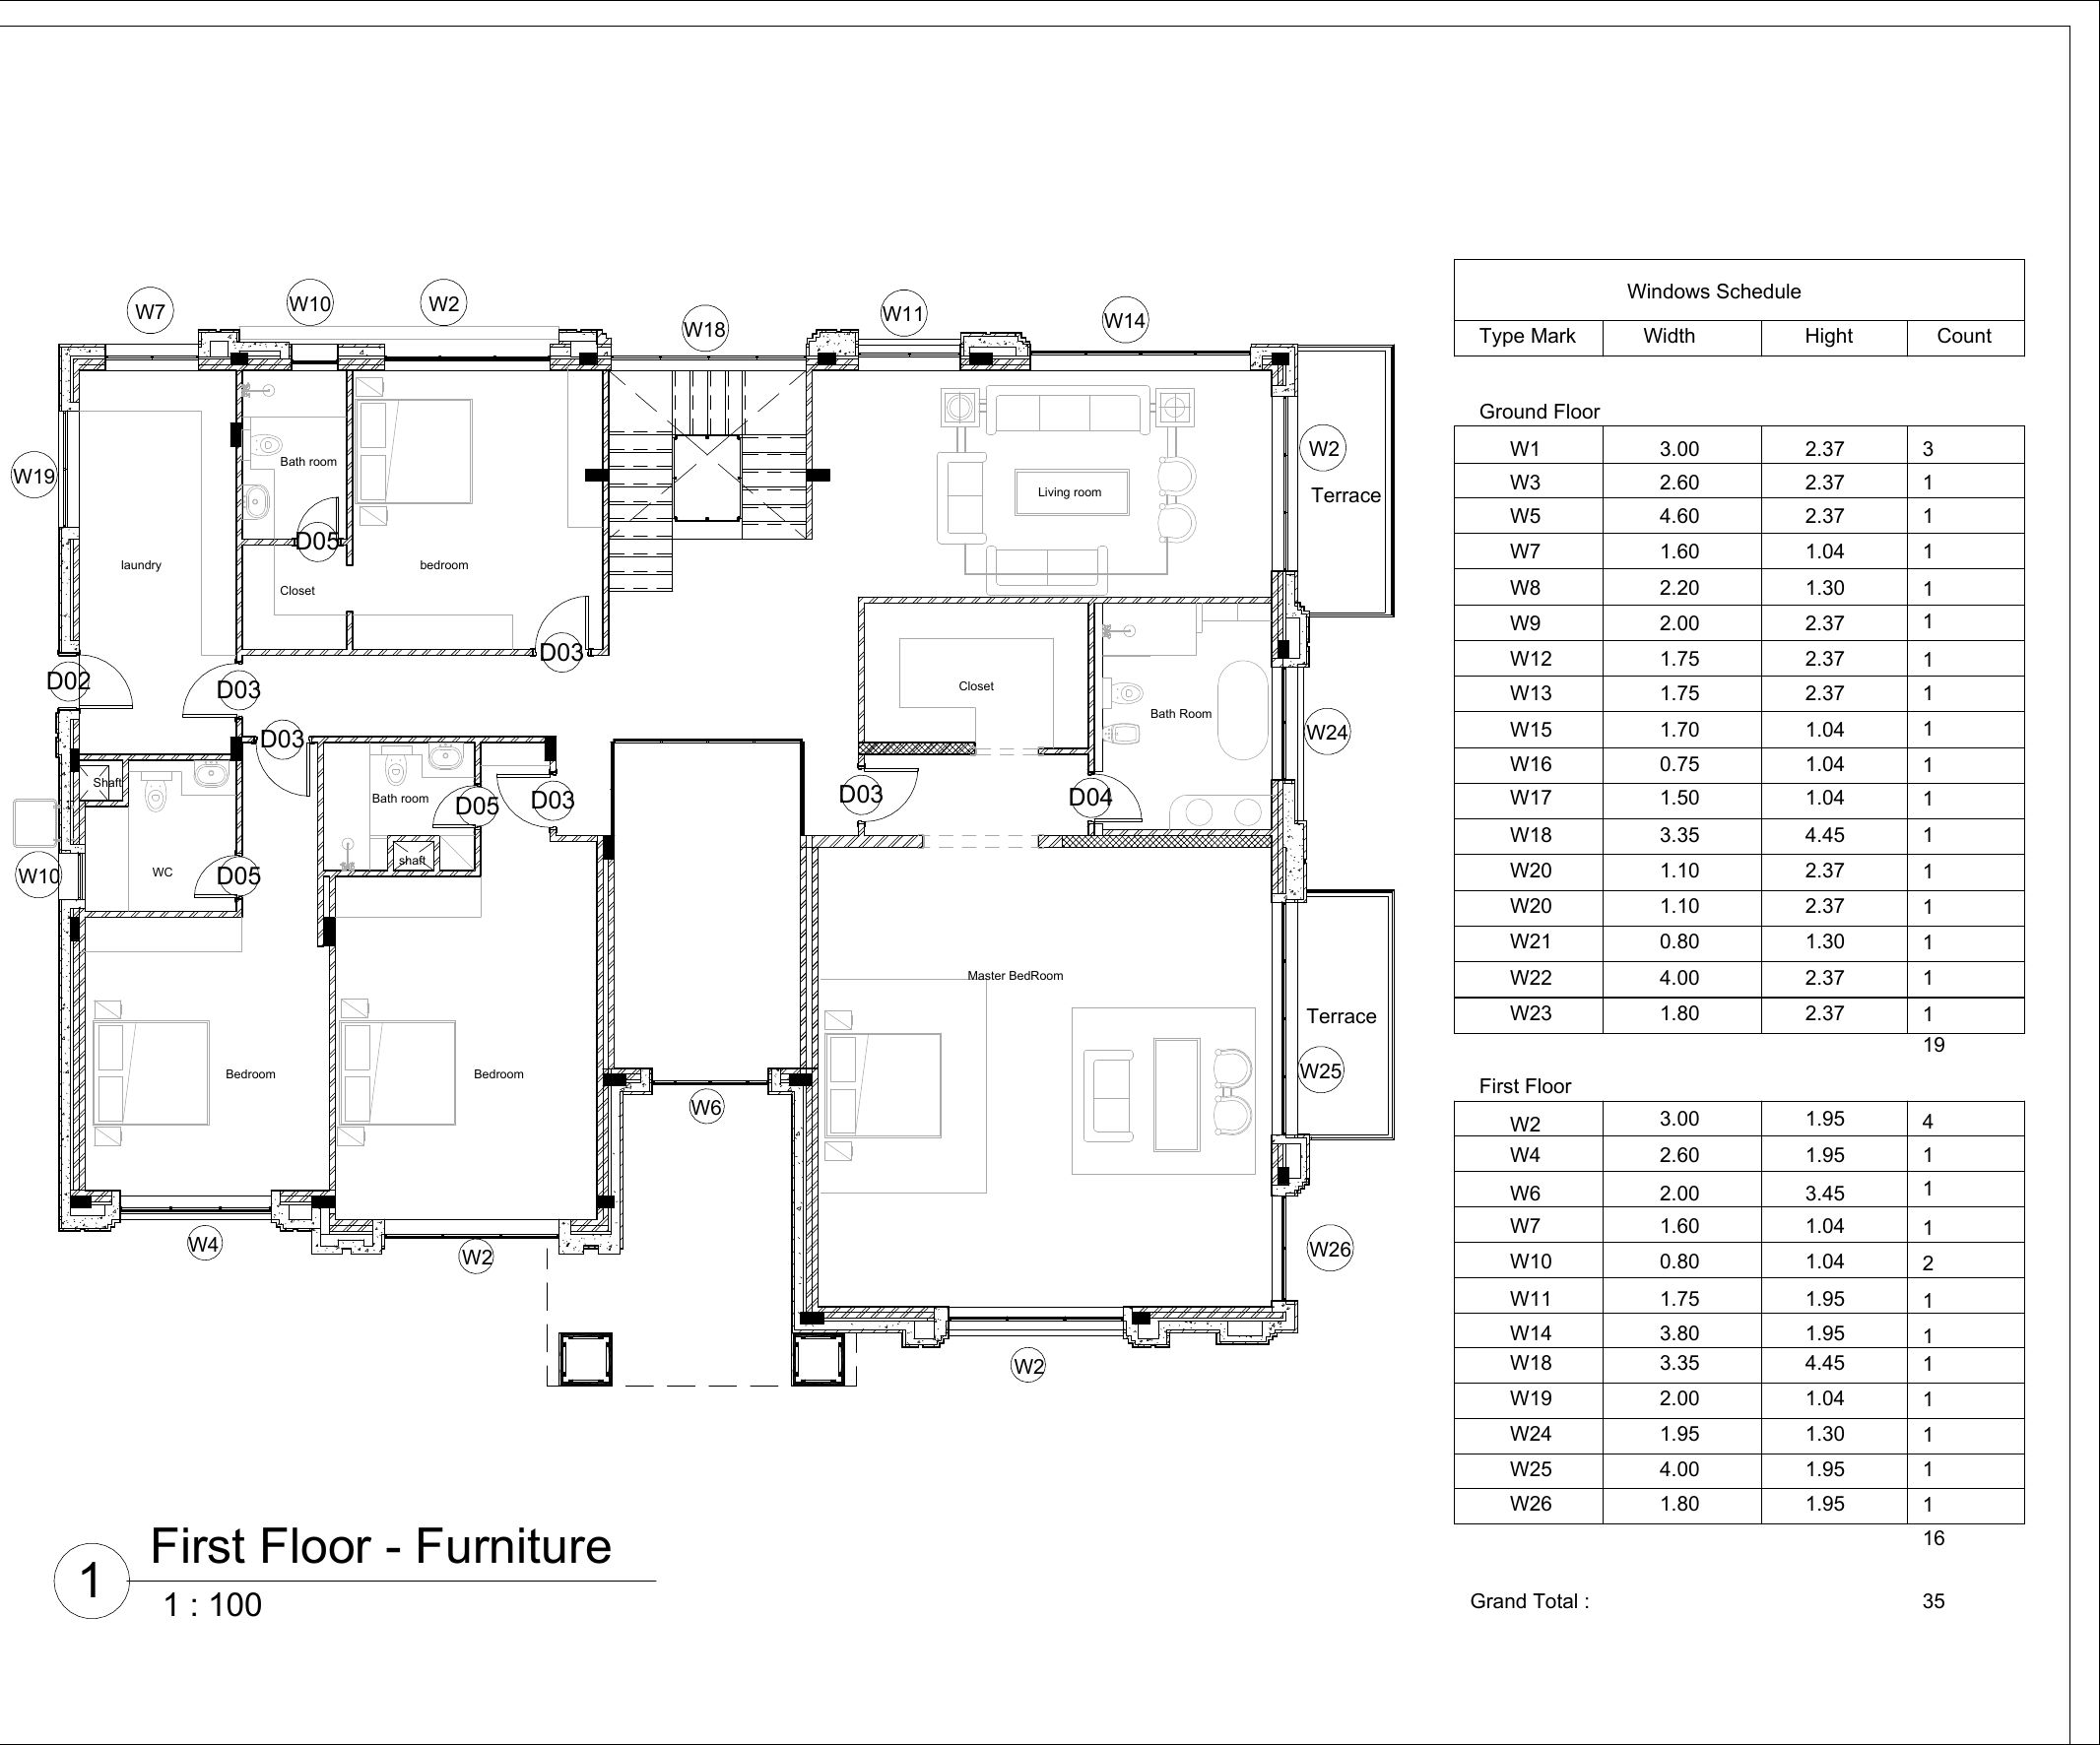 W7
W10
W2
W18
W11
W14
W19
Bath room
D05
laundry
Closet
bedroom
D03
Living room
W2
Terrace
D02
D03
D03
Closet
Bath Room
W24
Shaft
Bath room
D05
D03
D03
D04
W10
WC
D05
shaft
Master BedRoom
Bedroom
Bedroom
W6
Terrace
W25
W4
W2
W26
W2
1
First Floor - Furniture
1 : 100
Windows Schedule
Type Mark Width Hight Count
Ground Floor
W1 3.00 2.37 3
W3 2.60 2.37 1
W5 4.60 2.37 1
W7 1.60 1.04 1
W8 2.20 1.30 1
W9 2.00 2.37 1
W12 1.75 2.37 1
W13 1.75 2.37 1
W15 1.70 1.04 1
W16 0.75 1.04 1
W17 1.50 1.04 1
W18 3.35 4.45 1
W20 1.10 2.37 1
W20 1.10 2.37 1
W21 0.80 1.30 1
W22 4.00 2.37 1
W23 1.80 2.37 1
19
First Floor
W2 3.00 1.95 4
W4 2.60 1.95 1
W6 2.00 3.45 1
W7 1.60 1.04 1
W10 0.80 1.04 2
W11 1.75 1.95 1
W14 3.80 1.95 1
W18 3.35 4.45 1
W19 2.00 1.04 1
W24 1.95 1.30 1
W25 4.00 1.95 1
W26 1.80 1.95 1
16
Grand Total : 35